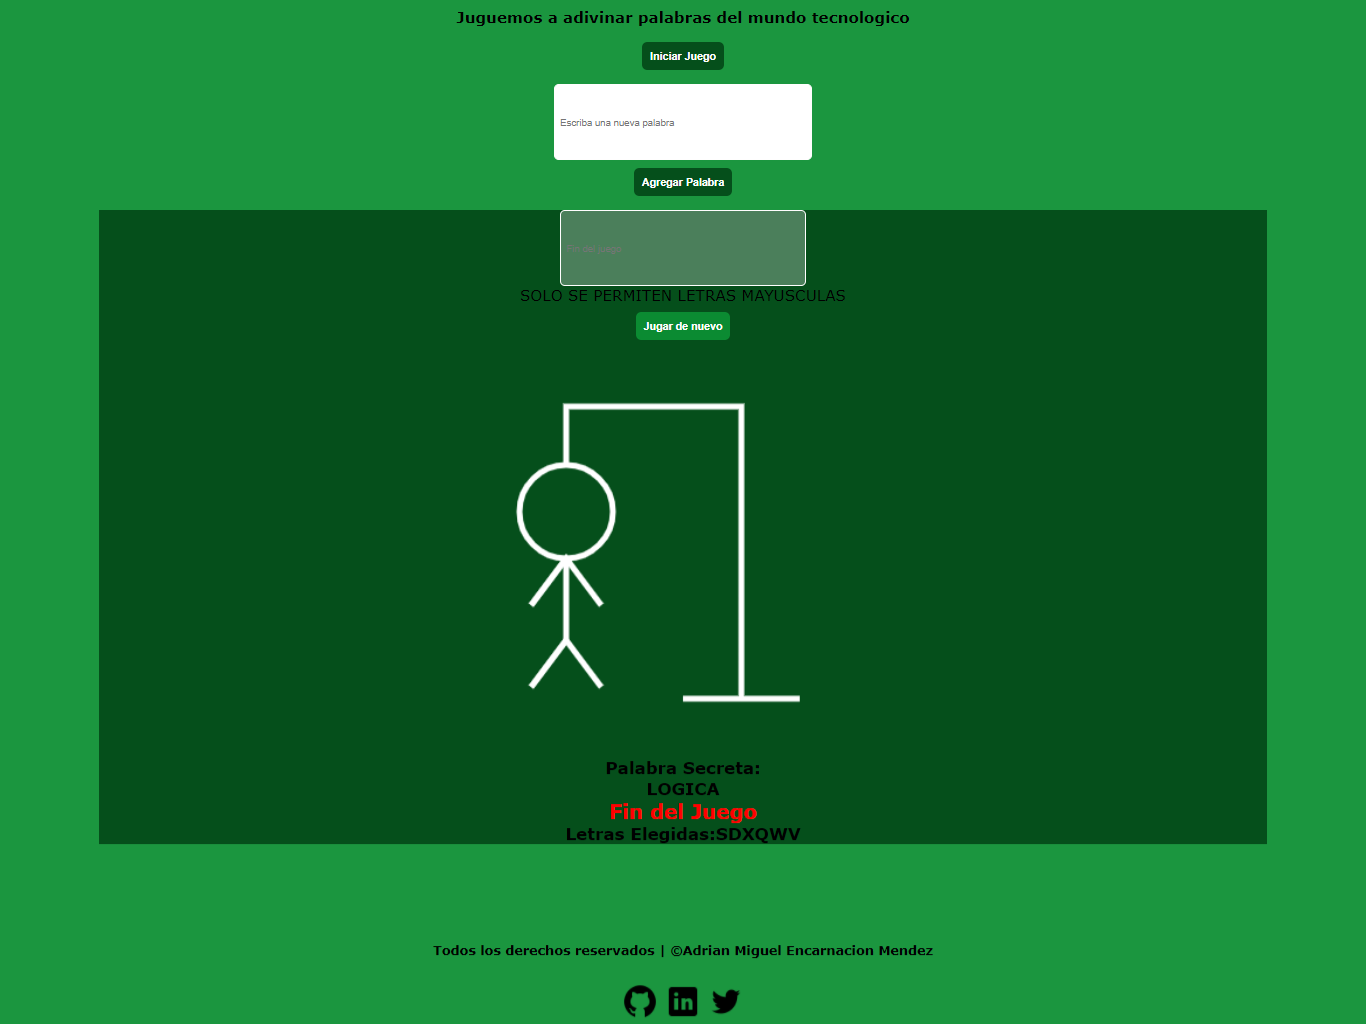 Juguemos a adivinar palabras del mundo tecnologico
Iniciar Juego
Escriba una nueva palabra
Agregar Palabra
Fin del juego
SOLO SE PERMITEN LETRAS MAYUSCULAS
Jugar de nuevo
Palabra Secreta:
LOGICA
Fin del Juego
Letras Elegidas:SDXQWV
Todos los derechos reservados | ©Adrian Miguel Encarnacion Mendez
in